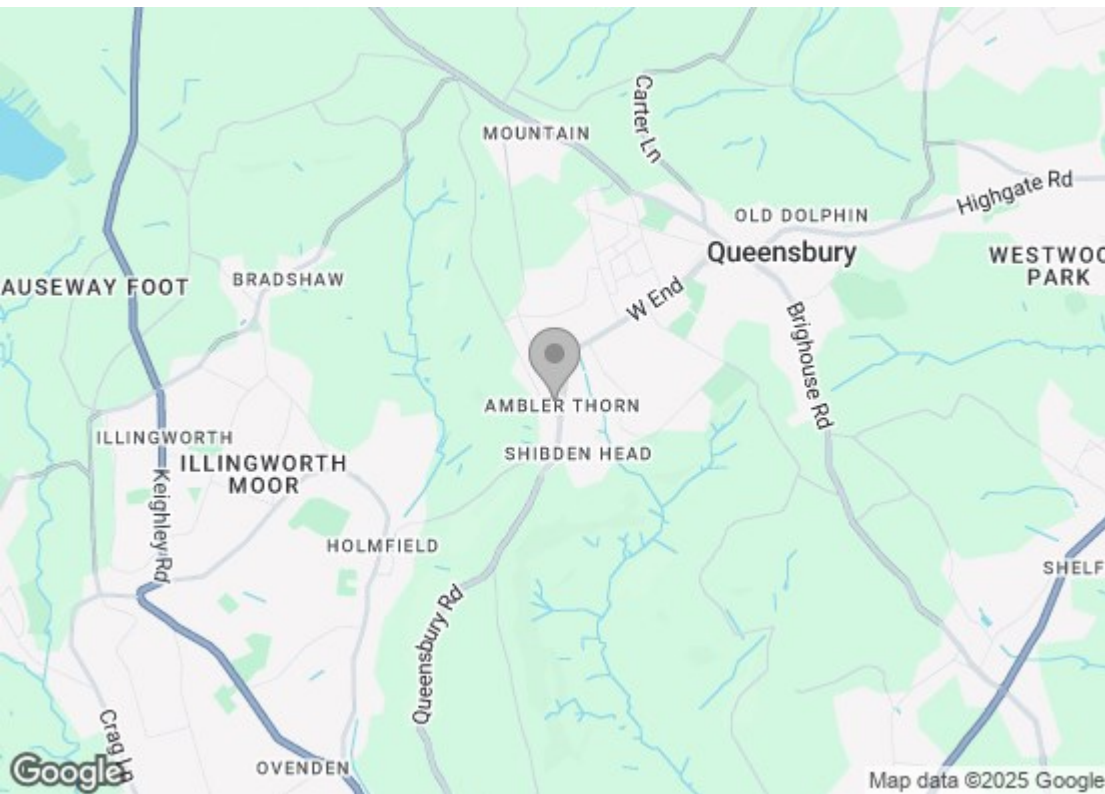 MOUNTAIN
Carter Ln
Highgate Rd
OLD DOLPHIN
Queensbury
WESTWOO
PARK
AUSEWAY FOOT
BRADSHAW
W End
Brighouse Rd
AMBLER THORN
ILLINGWORTH
SHIBDEN HEAD
ILLINGWORTH
MOOR
Keighley Rd
HOLMFIELD
SHELF
Queensbury Rd
Crag Ln
OVENDEN
Google
Map data ©2025 Google